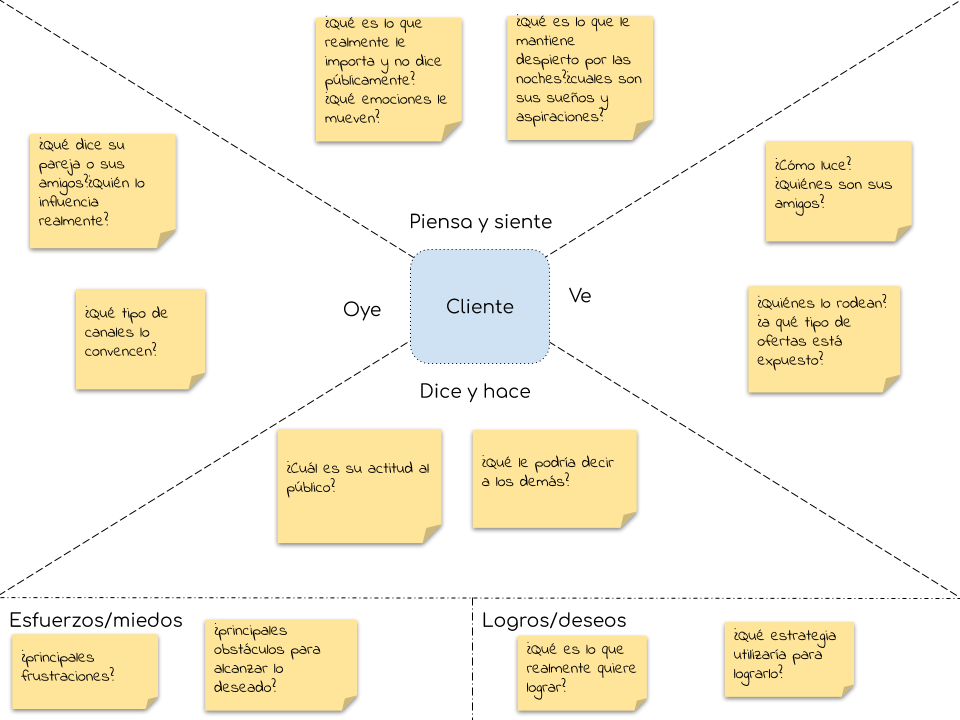 ¿Qué es lo que
realmente le
importa y no dice
públicamente?
¿Qué emociones le
mueven?
¿Qué es lo que le
mantiene
despierto por las
noches?¿cuales son
sus sueños y
aspiraciones?
¿Qué dice su
pareja o sus
amigos?¿Quién lo
influencia
realmente?
¿Cómo luce?
¿Quiénes son sus
amigos?
Piensa y siente
¿Qué tipo de
canales lo
convencen?
Oye
Cliente
Ve
¿Quiénes lo rodean?
¿a qué tipo de
ofertas está
expuesto?
Dice y hace
¿Cuál es su actitud al
público?
¿Qué le podría decir
a los demás?
Esfuerzos/miedos
¿principales
frustraciones?
¿principales
obstáculos para
alcanzar lo
deseado?
Logros/deseos
¿Qué es lo que
realmente quiere
lograr?
¿Qué estrategia
utilizaría para
lograrlo?